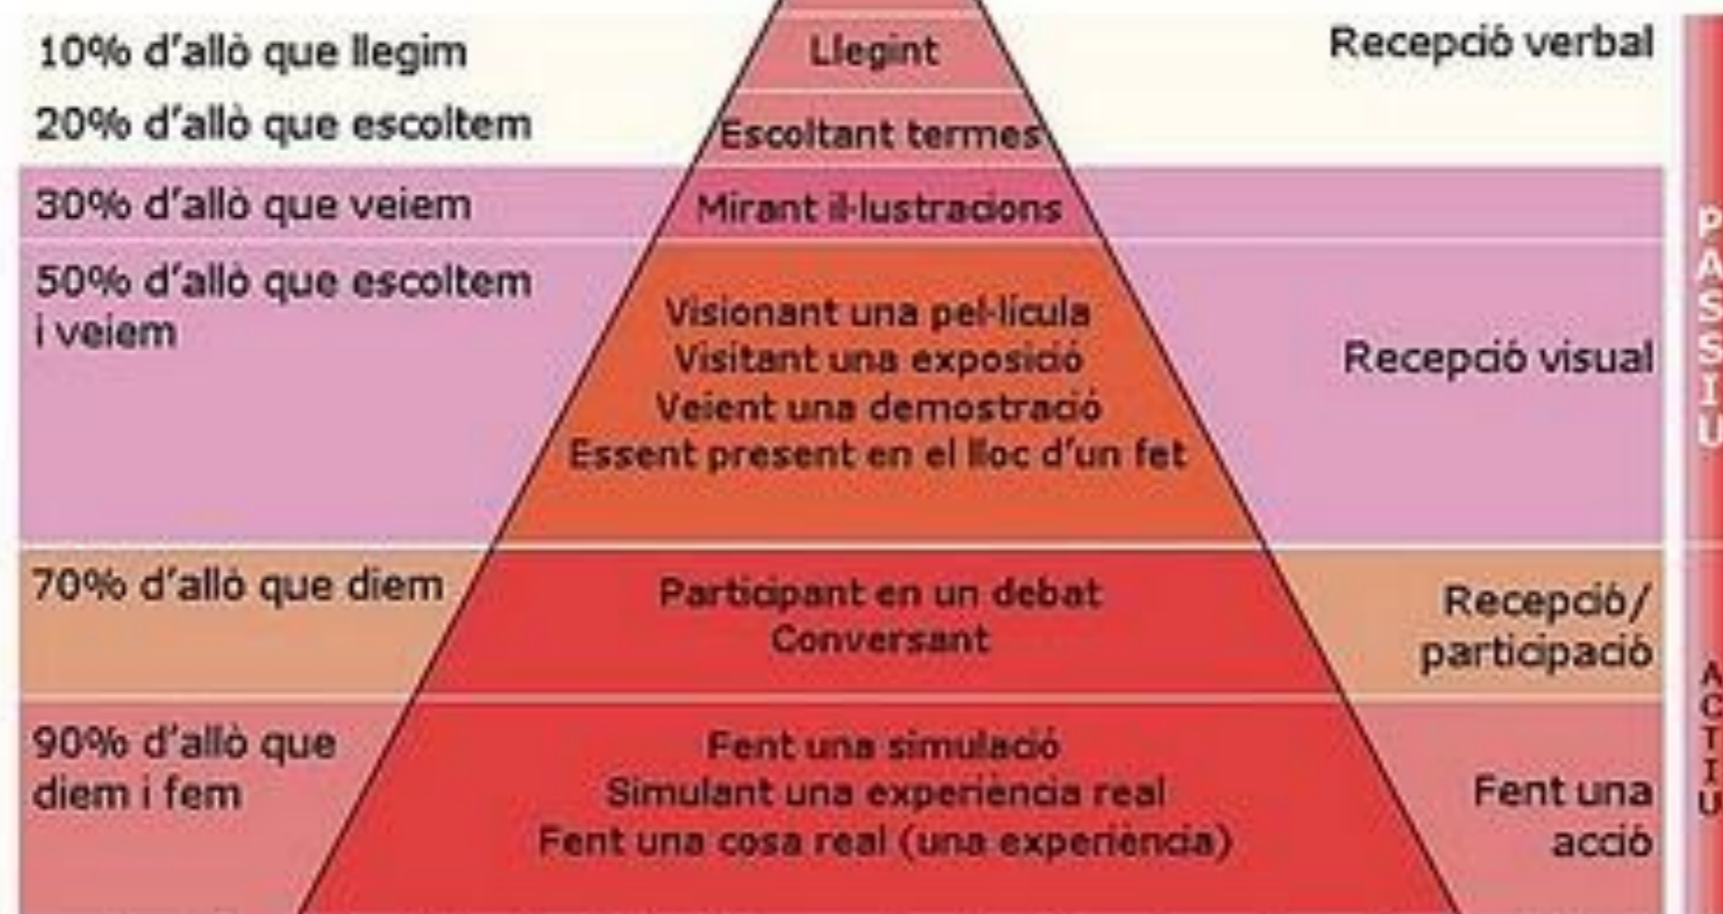 10% d'allò que llegim
Llegint
Recepció verbal
20% d'allò que escoltem
Escoltant termes
30% d'allò que veiem
Mirant il·lustracions
50% d'allò que escoltem
i veiem
Visionant una pel·lícula
Visitant una exposició
Veient una demostració
Essent present en el lloc d'un fet
Recepció visual
PASSIU
70% d'allò que diem
Participant en un debat
Conversant
Recepció/
participació
90% d'allò que
diem i fem
Fent una simulació
Simulant una experiència real
Fent una cosa real (una experiència)
Fent una
acció
ACTIU